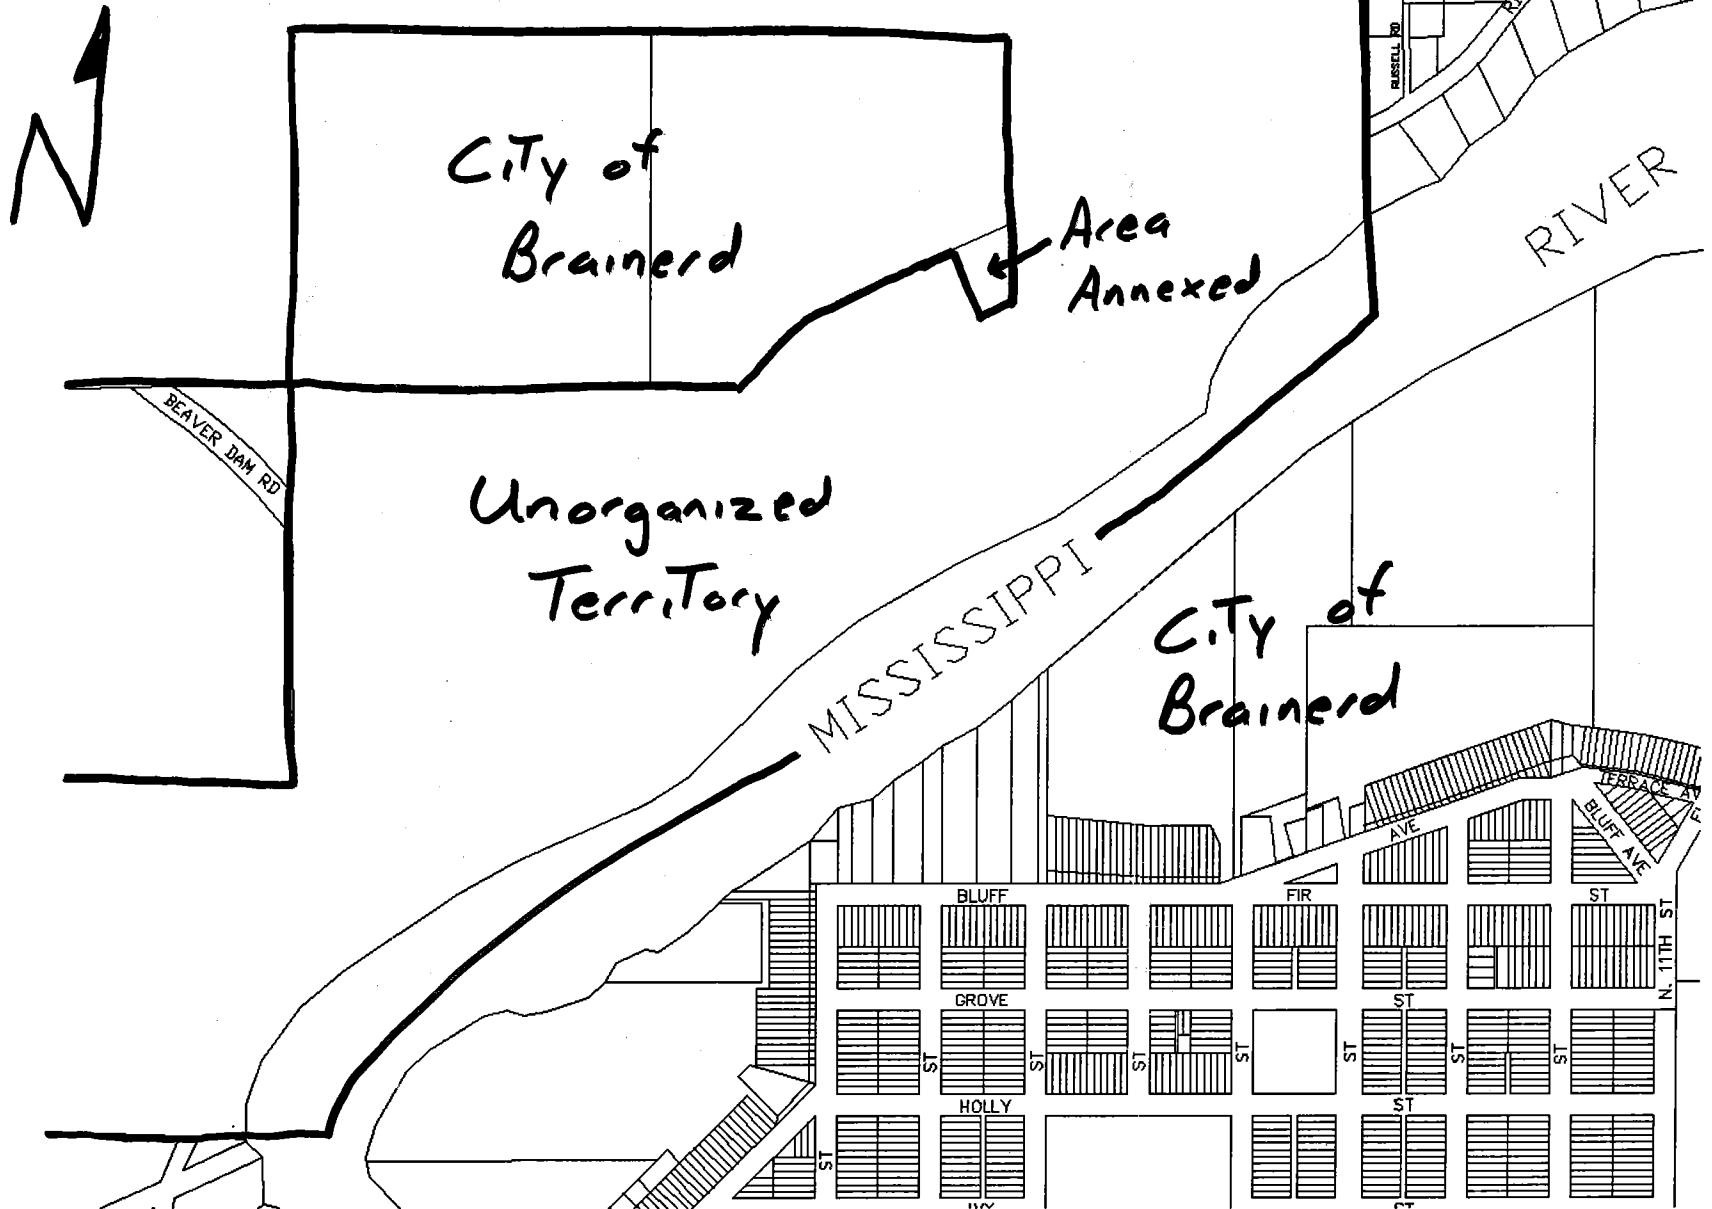 N
RUSSELL RD
City of
Brainerd
Area
Annexed
RIVER
BEAVER DAM RD
Unorganized
Territory
MISSISSIPPI
City of
Brainerd
TERRACE
AVE
BLUFF AVE
BLUFF
FIR
ST
N. 11TH ST
GROVE
ST
ST
ST
ST
ST
ST
ST
ST
HOLLY
ST
ST